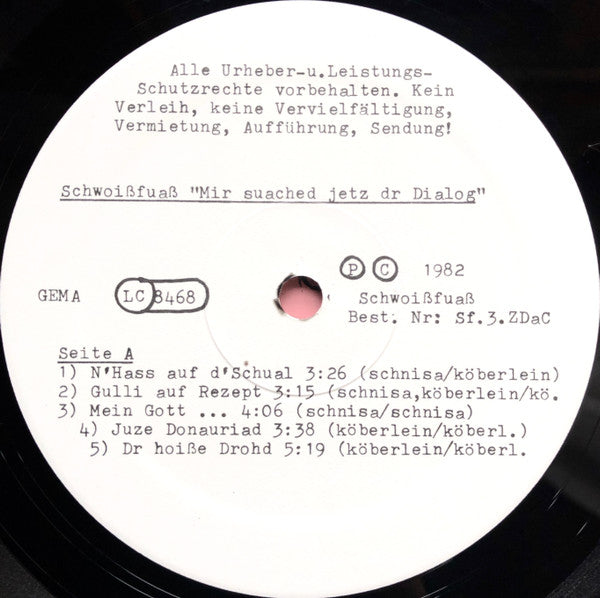 Alle Urheber-u.Leistungs-
Schutzrechte vorbehalten. Kein
Verleih, keine Vervielfältigung,
Vermietung, Aufführung, Sendung!
Schwoißfuaß "Mir suached jetz dr Dialog"
GEMA LC 8468 P C 1982
Schwoißfuaß
Best. Nr: Sf.3.ZDaC
Seite A
1) N'Hass auf d'Schual 3:26 (schnisa/köberlein)
2) Gulli auf Rezept 3:15 (schnisa,köberlein/kö.
3) Mein Gott ... 4:06 (schnisa/schnisa)
4) Juze Donauriad 3:38 (köberlein/köberl.)
5) Dr hoiße Drohd 5:19 (köberlein/köberl.